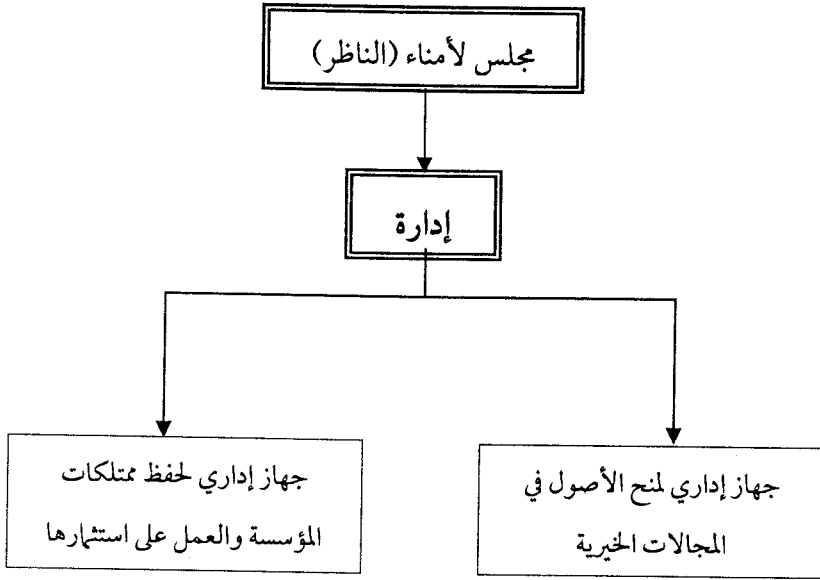 مجلس لأمناء (الناظر)
إدارة
جهاز إداري لمنح الأصول في
المجالات الخيرية
جهاز إداري لحفظ ممتلكات
المؤسسة والعمل على استثمارها